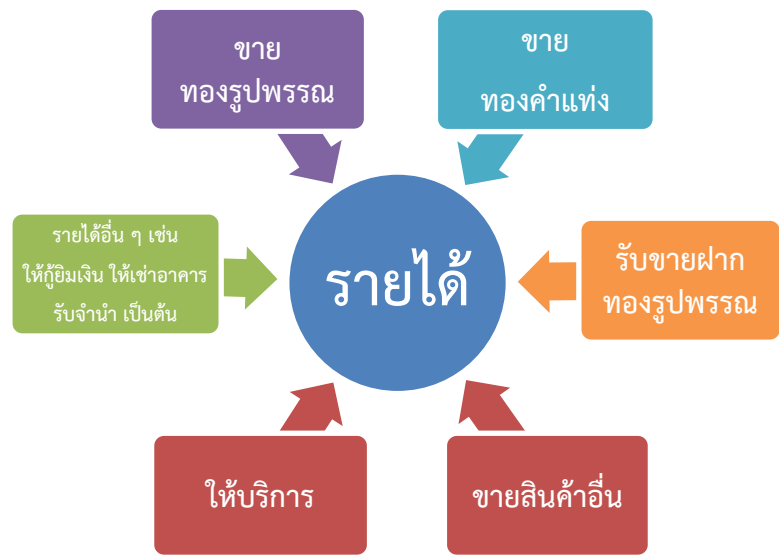 ขาย
ทองรูปพรรณ
ขาย
ทองคำแท่ง
รายได้อื่น ๆ เช่น
ให้กู้ยิมเงิน ให้เช่าอาคาร
รับจำนำ เป็นต้น
รายได้
รับขายฝาก
ทองรูปพรรณ
ให้บริการ
ขายสินค้าอื่น